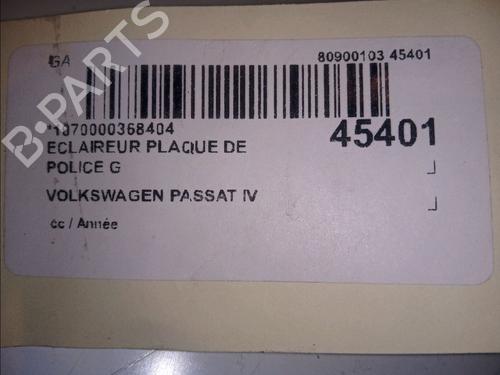 GA
80900103 45401
*1070000368404
45401
ECLAIREUR PLAQUE DE
POLICE G
VOLKSWAGEN PASSAT IV
cc / Année
B-PARTS